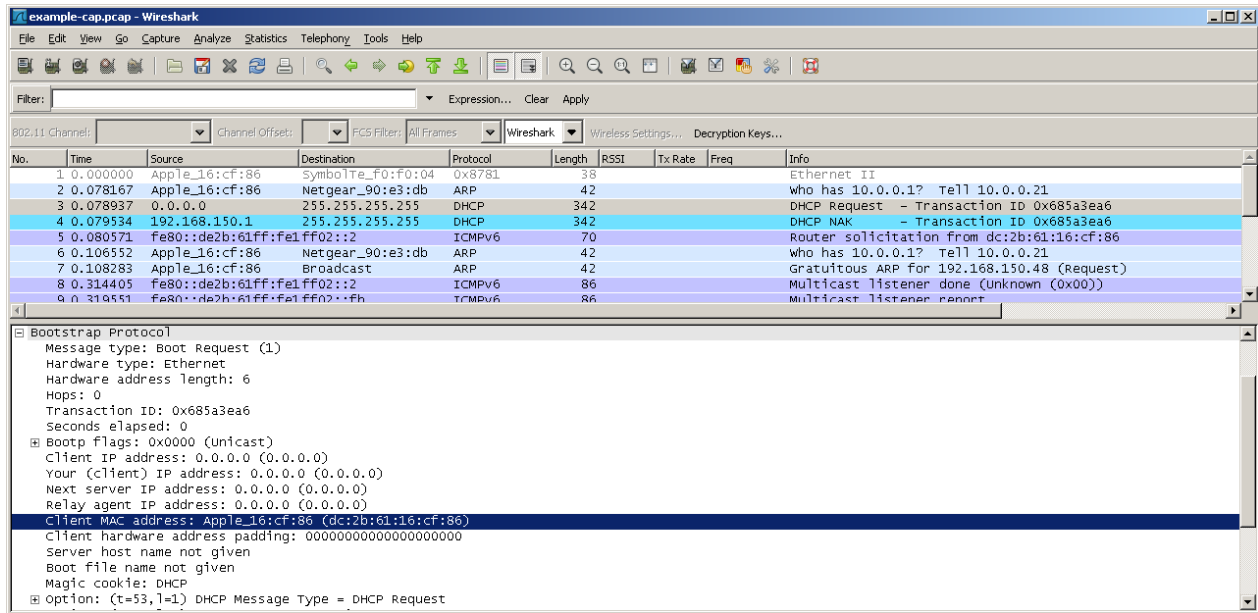 example-cap.pcap - Wireshark
File Edit View Go Capture Analyze Statistics Telephony Tools Help
Filter: Expression... Clear Apply
802.11 Channel: Channel Offset: FCS Filter: All Frames Wireshark Wireless Settings... Decryption Keys...
No. Time Source Destination Protocol Length RSSI Tx Rate Freq Info
1 0.000000 Apple_16:cf:86 SymbolTe_f0:f0:04 0x8781 38 Ethernet II
2 0.078167 Apple_16:cf:86 Netgear_90:e3:db ARP 42 Who has 10.0.0.1? Tell 10.0.0.21
3 0.078937 0.0.0.0 255.255.255.255 DHCP 342 DHCP Request - Transaction ID 0x685a3ea6
4 0.079534 192.168.150.1 255.255.255.255 DHCP 342 DHCP NAK - Transaction ID 0x685a3ea6
5 0.080571 fe80::de2b:61ff:fe1ff02::2 ICMPv6 70 Router solicitation from dc:2b:61:16:cf:86
6 0.106552 Apple_16:cf:86 Netgear_90:e3:db ARP 42 Who has 10.0.0.1? Tell 10.0.0.21
7 0.108283 Apple_16:cf:86 Broadcast ARP 42 Gratuitous ARP for 192.168.150.48 (Request)
8 0.314405 fe80::de2b:61ff:fe1ff02::2 ICMPv6 86 Multicast listener done (Unknown (0x00))
9 0.319551 fe80::de2b:61ff:fe1ff02::fb ICMPv6 86 Multicast listener report
Bootstrap Protocol
Message type: Boot Request (1)
Hardware type: Ethernet
Hardware address length: 6
Hops: 0
Transaction ID: 0x685a3ea6
Seconds elapsed: 0
Bootp flags: 0x0000 (Unicast)
Client IP address: 0.0.0.0 (0.0.0.0)
Your (client) IP address: 0.0.0.0 (0.0.0.0)
Next server IP address: 0.0.0.0 (0.0.0.0)
Relay agent IP address: 0.0.0.0 (0.0.0.0)
Client MAC address: Apple_16:cf:86 (dc:2b:61:16:cf:86)
Client hardware address padding: 00000000000000000000
Server host name not given
Boot file name not given
Magic cookie: DHCP
Option: (t=53,l=1) DHCP Message Type = DHCP Request